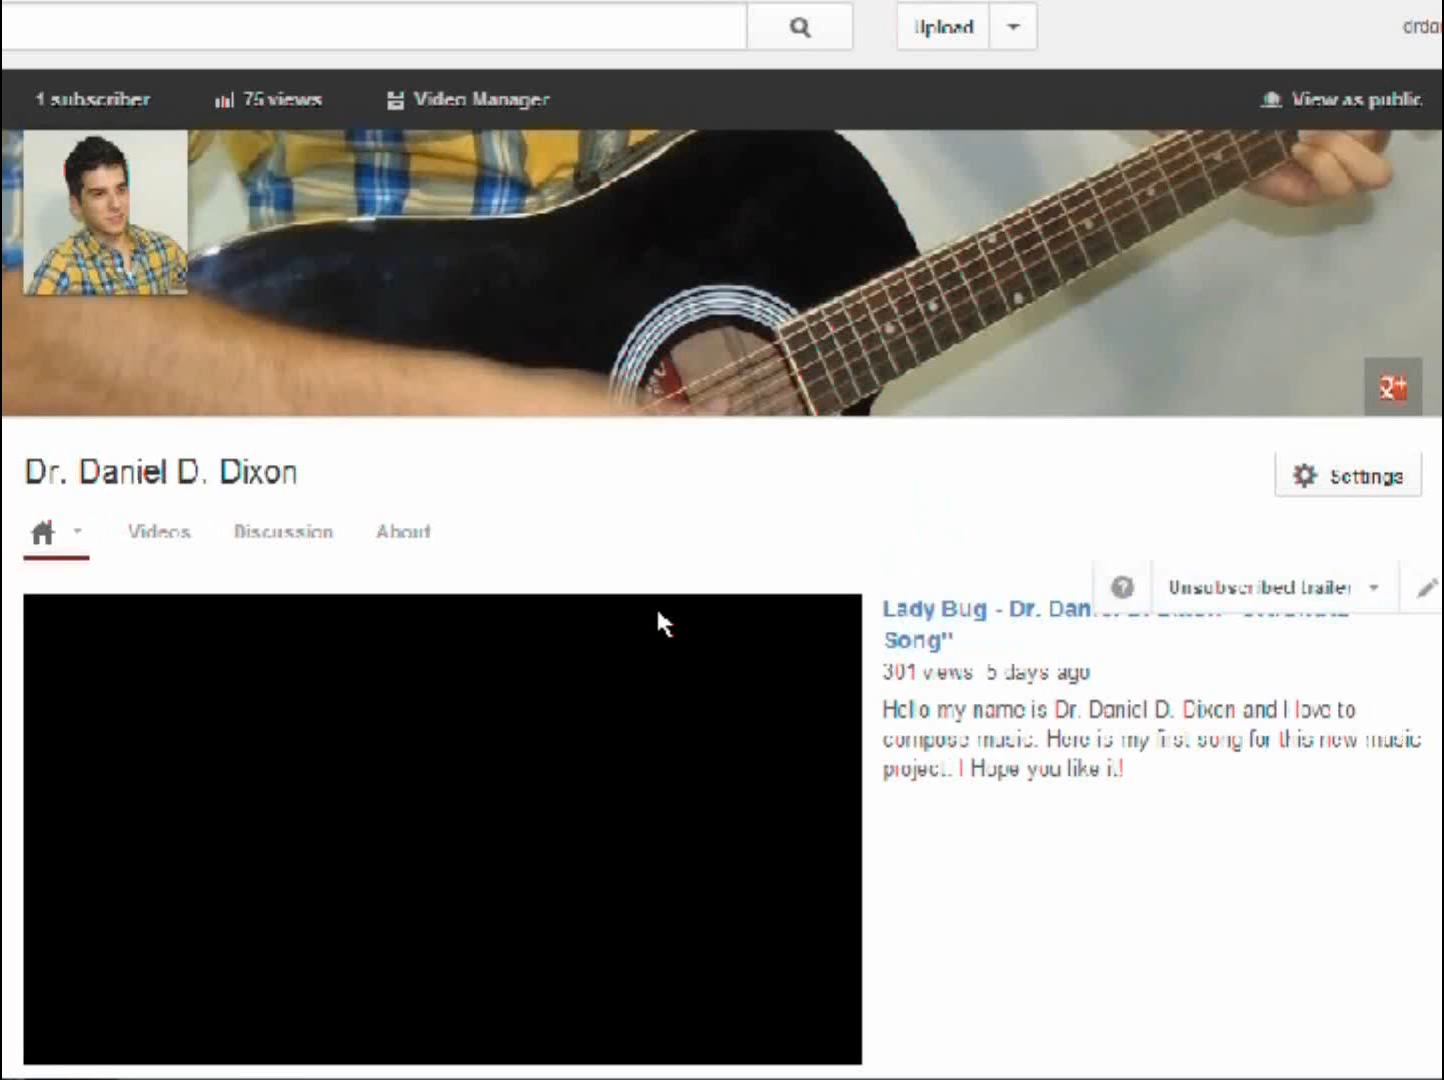 Upload
1 subscriber
75 views
Video Manager
View as public
Dr. Daniel D. Dixon
Settings
Videos
Discussion
About
Unsubscribed trailer
Lady Bug - Dr. Dan
Song"
301 views 5 days ago
Hello my name is Dr. Daniel D. Dixon and I love to
compose music. Here is my first song for this new music
project. I Hope you like it!